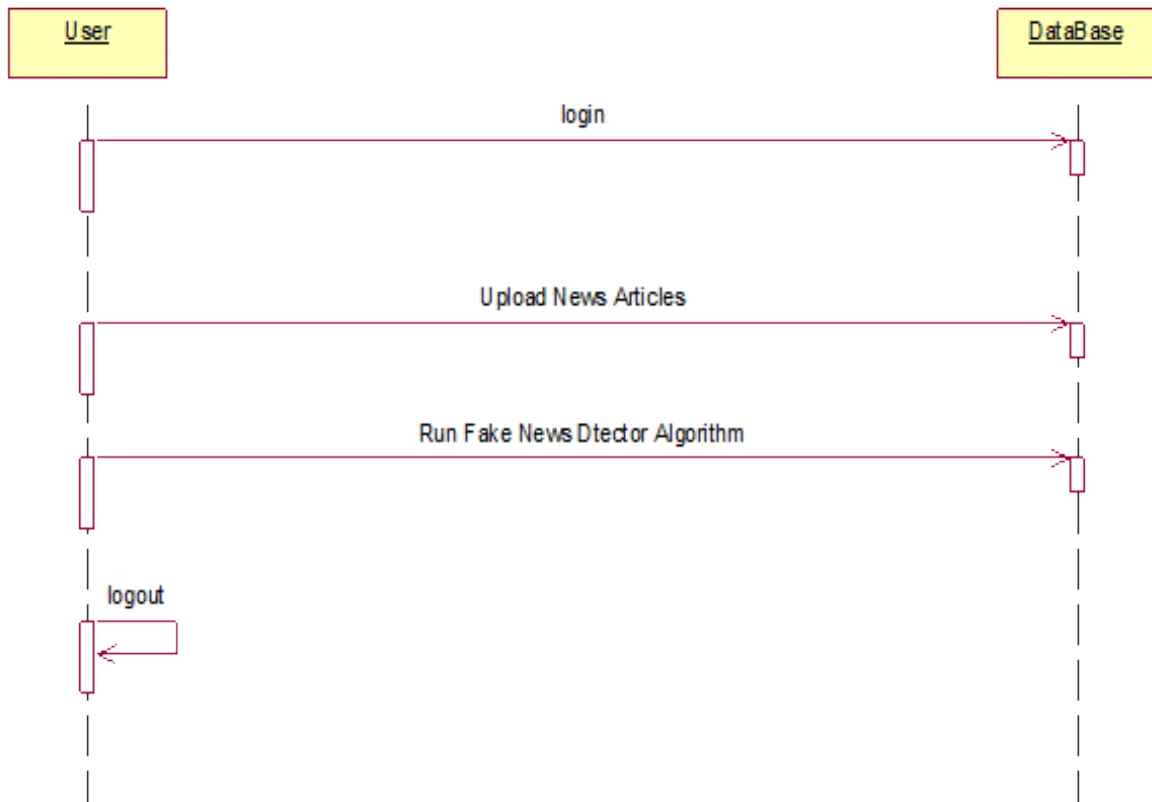 User
DataBase
login
Upload News Articles
Run Fake News Dtector Algorithm
logout